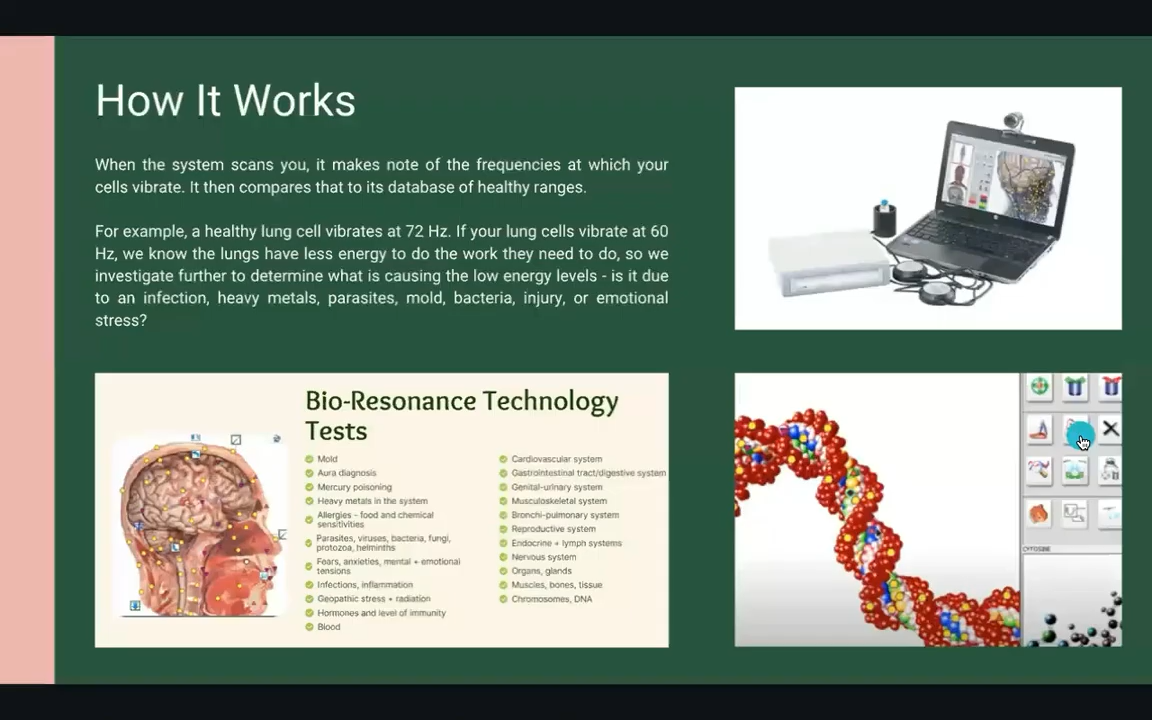 How It Works
When the system scans you, it makes note of the frequencies at which your
cells vibrate. It then compares that to its database of healthy ranges.
For example, a healthy lung cell vibrates at 72 Hz. If your lung cells vibrate at 60
Hz, we know the lungs have less energy to do the work they need to do, so we
investigate further to determine what is causing the low energy levels - is it due
to an infection, heavy metals, parasites, mold, bacteria, injury, or emotional
stress?
Bio-Resonance Technology
Tests
Mold
Aura diagnosis
Mercury poisoning
Heavy metals in the system
Allergies - food and chemical
sensitivities
Parasites, viruses, bacteria, fungi,
protozoa, helminths
Fears, anxieties, mental + emotional
tensions
Infections, inflammation
Geopathic stress + radiation
Hormones and level of immunity
Blood
Cardiovascular system
Gastrointestinal tract/digestive system
Genital-urinary system
Musculoskeletal system
Bronchi-pulmonary system
Reproductive system
Endocrine + lymph systems
Nervous system
Organs, glands
Muscles, bones, tissue
Chromosomes, DNA
CYTOSINE